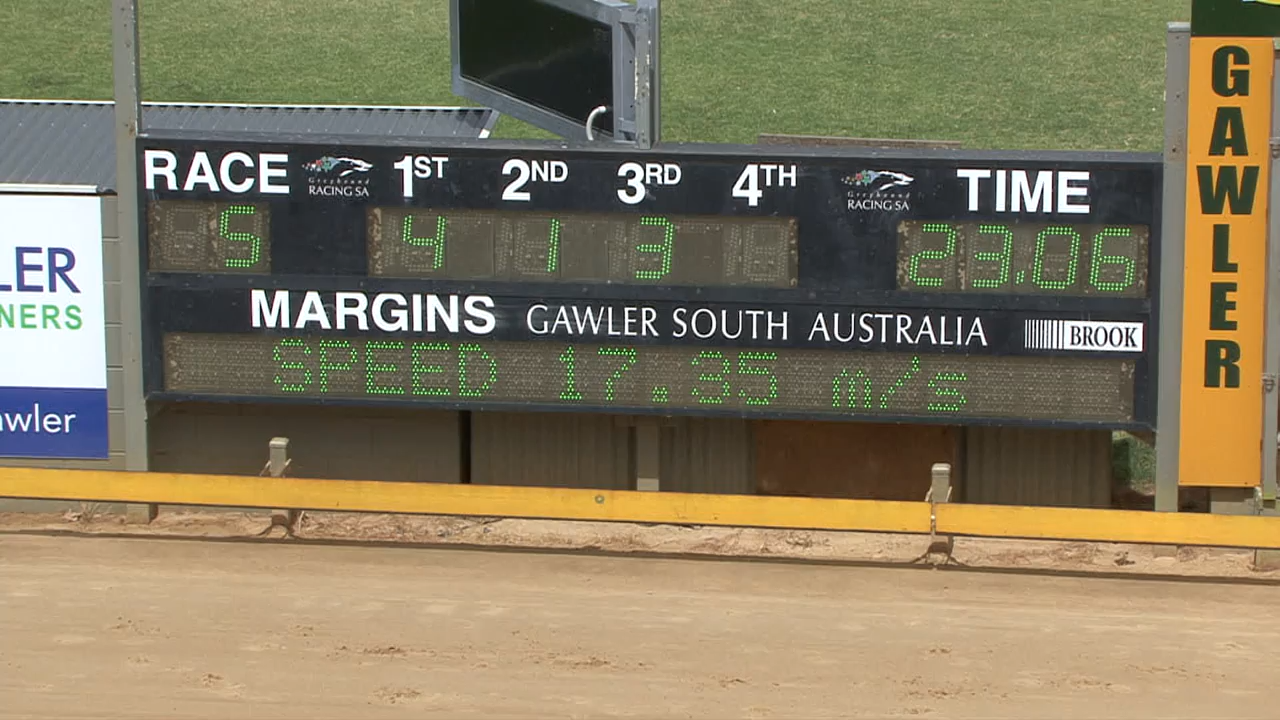 RACE
Greyhound
RACING SA
1ST 2ND 3RD 4TH
Greyhound
RACING SA
TIME
5 4 1 3 23.06
MARGINS GAWLER SOUTH AUSTRALIA BROOK
SPEED 17.35 m/s
GAWLER
LER
NERS
awler